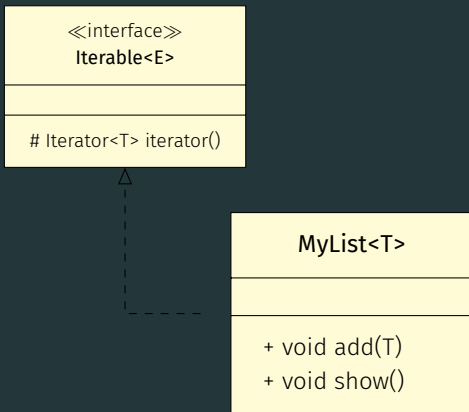 ≪interface≫
Iterable<E>
# Iterator<T> iterator()
MyList<T>
+ void add(T)
+ void show()